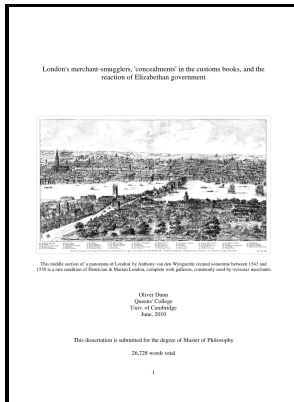 London's merchant-smugglers, 'concealments' in the customs books, and the
reaction of Elizabethan government
This middle section of 'a panorama of London' by Anthony van den Wyngaerde created sometime between 1543 and
1550 is a rare rendition of Henrician & Marian London, complete with galleons, commonly used by overseas merchants.
Oliver Dunn
Queens' College
Univ. of Cambridge
June, 2010
This dissertation is submitted for the degree of Master of Philosophy
26,728 words total
1